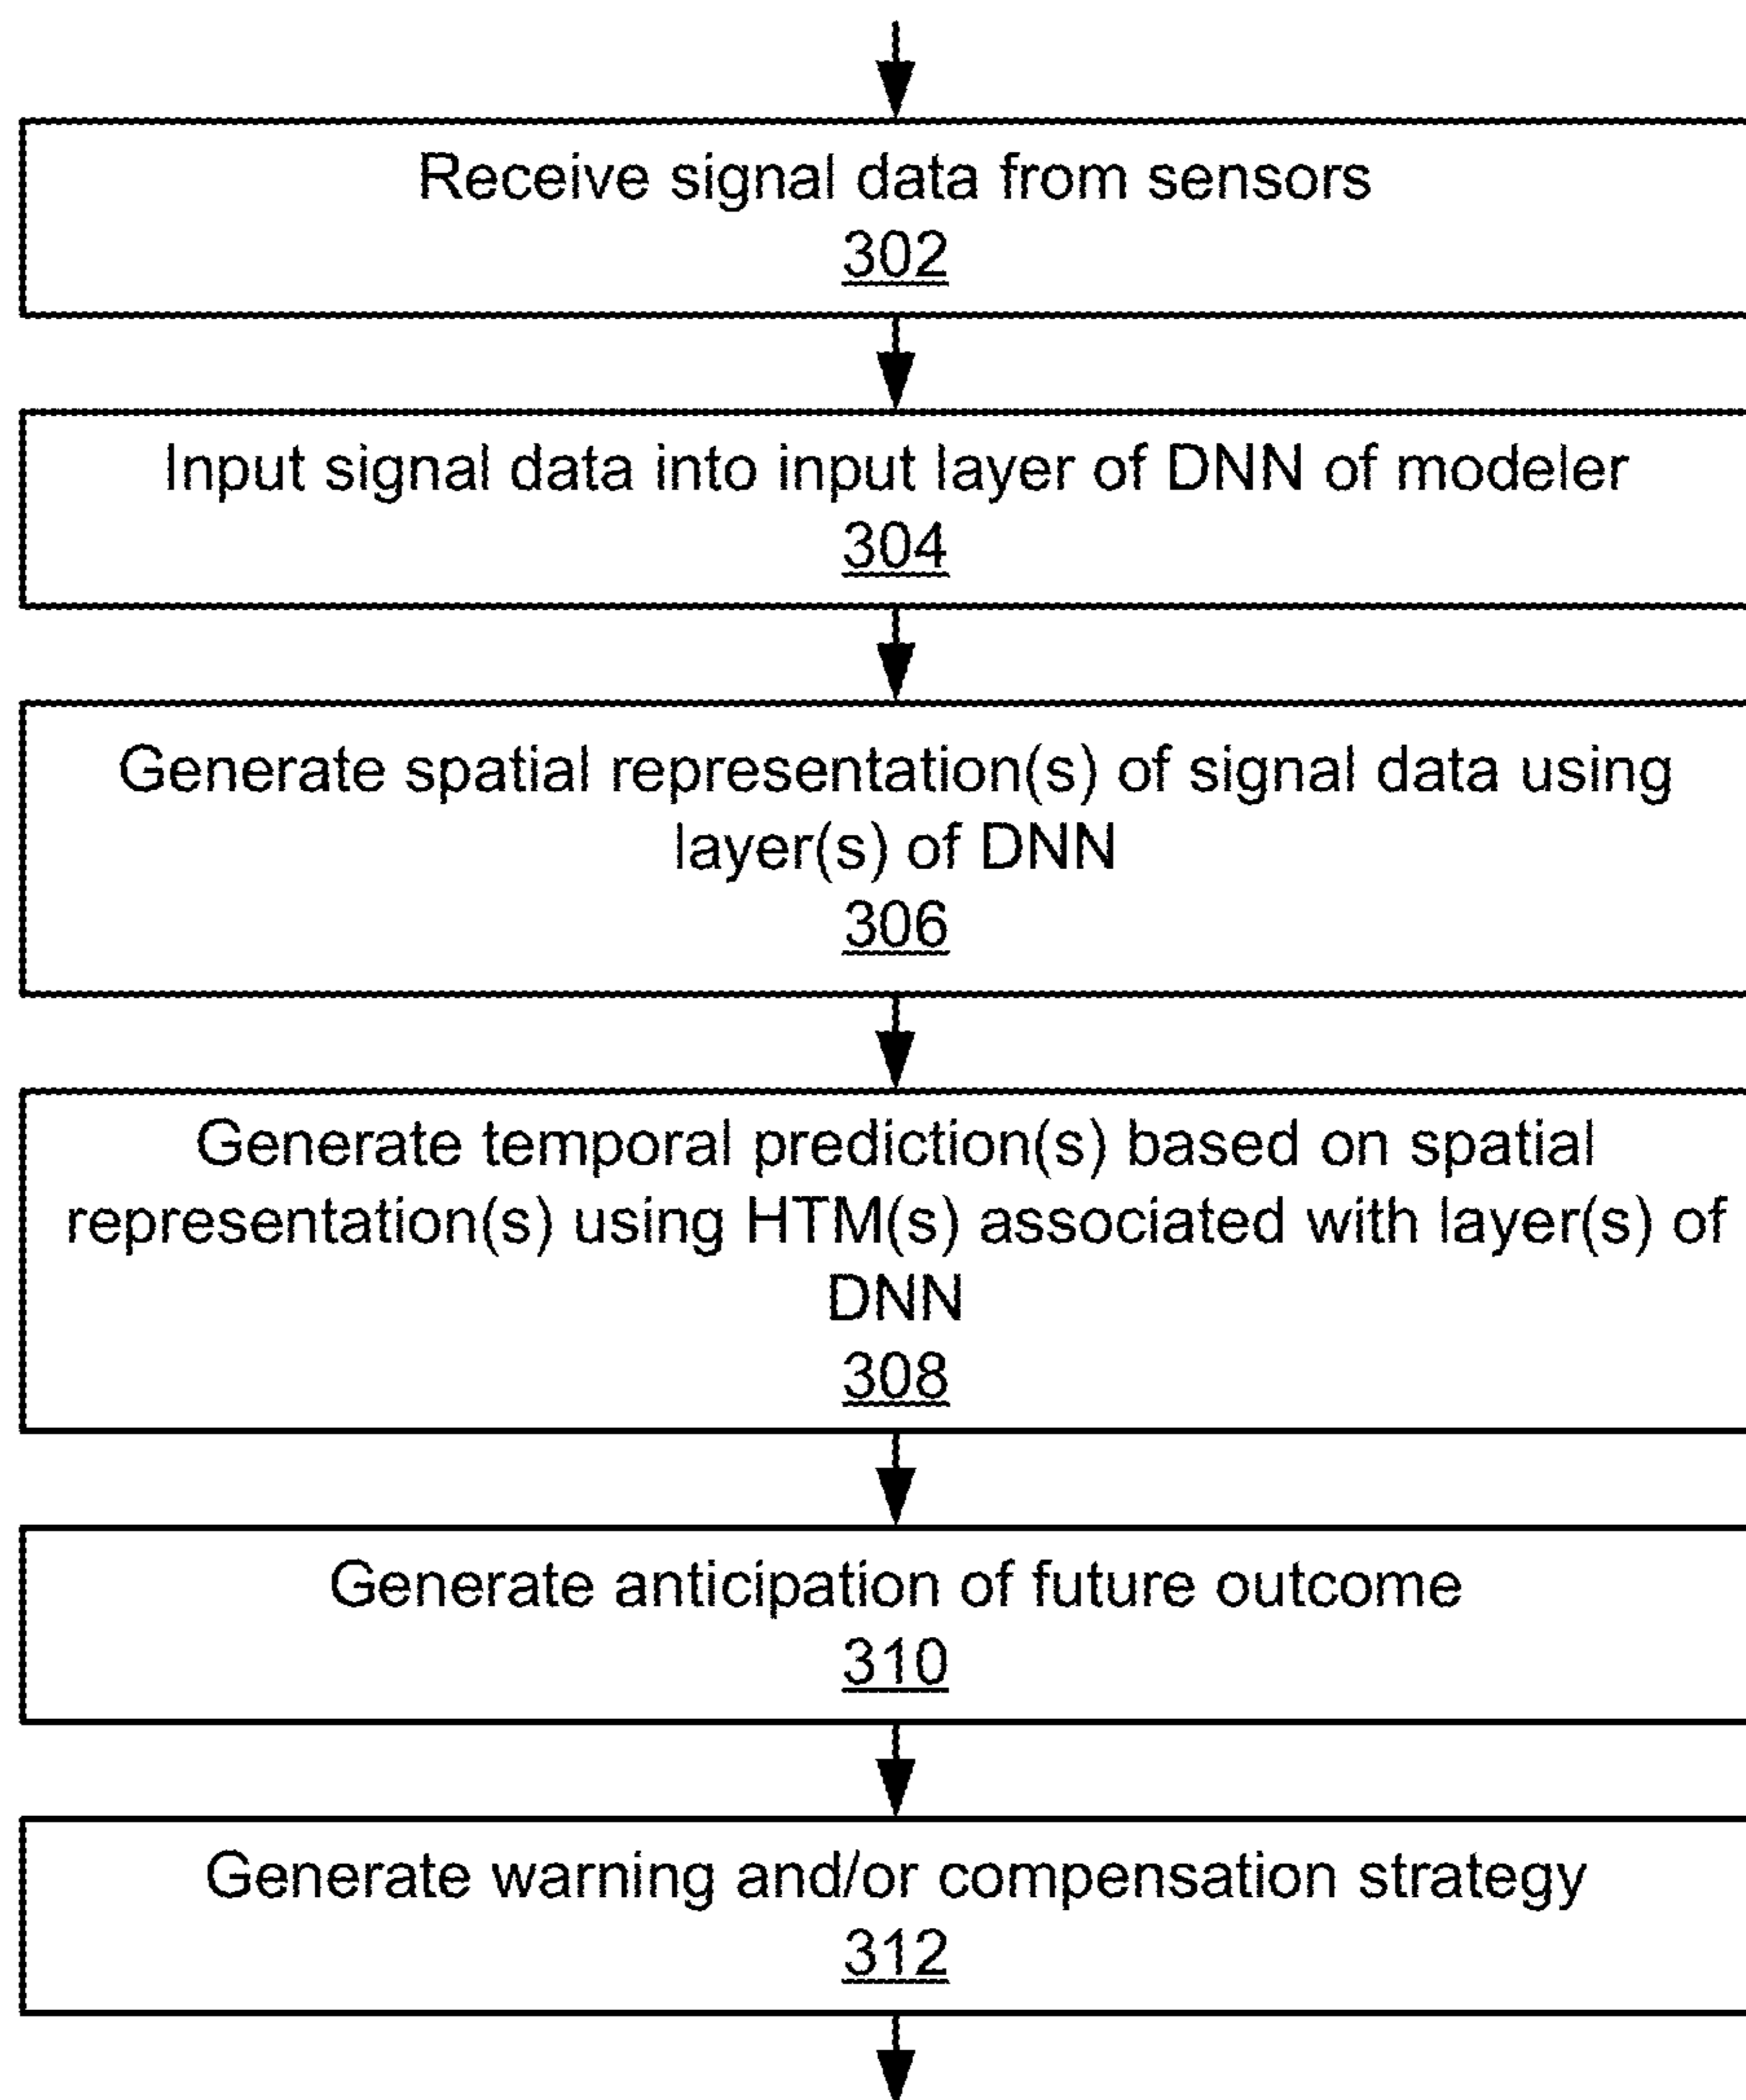 Receive signal data from sensors
302
Input signal data into input layer of DNN of modeler
304
Generate spatial representation(s) of signal data using
layer(s) of DNN
306
Generate temporal prediction(s) based on spatial
representation(s) using HTM(s) associated with layer(s) of
DNN
308
Generate anticipation of future outcome
310
Generate warning and/or compensation strategy
312